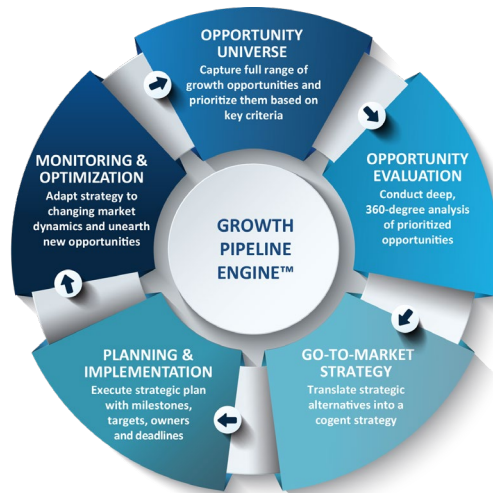 OPPORTUNITY
UNIVERSE
Capture full range of
growth opportunities and
prioritize them based on
key criteria
OPPORTUNITY
EVALUATION
Conduct deep,
360-degree analysis
of prioritized
opportunities
GO-TO-MARKET
STRATEGY
Translate strategic
alternatives into a
cogent strategy
PLANNING &
IMPLEMENTATION
Execute strategic plan
with milestones,
targets, owners
and deadlines
MONITORING &
OPTIMIZATION
Adapt strategy to
changing market
dynamics and unearth
new opportunities
GROWTH
PIPELINE
ENGINE™